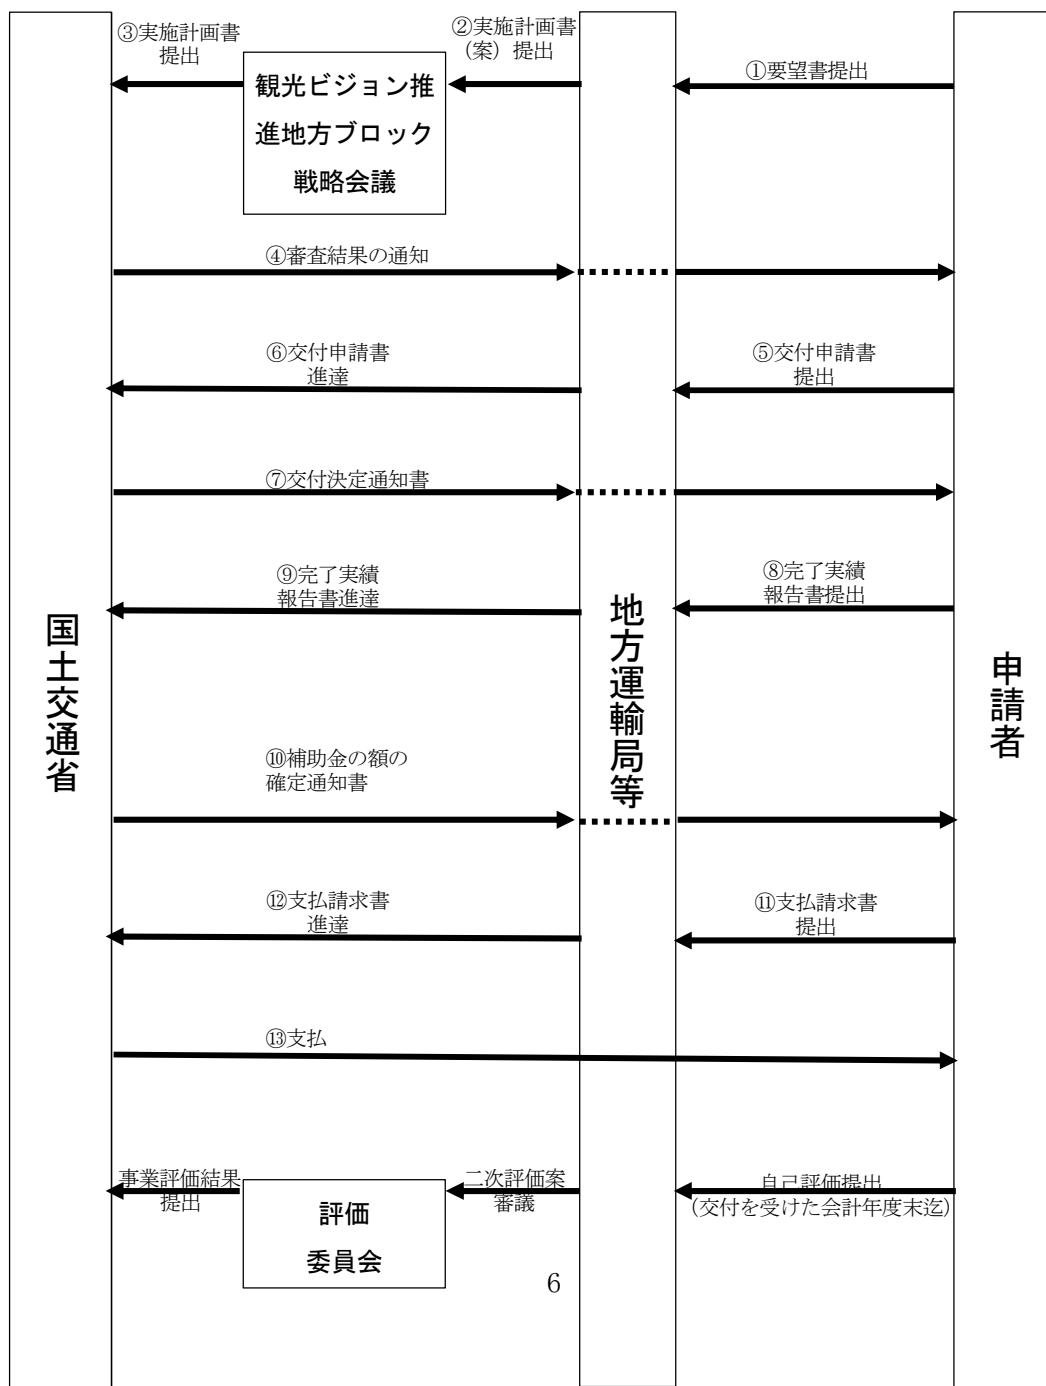 ③実施計画書
提出
②実施計画書
（案）提出
①要望書提出
観光ビジョン推
進地方ブロック
戦略会議
④審査結果の通知
⑥交付申請書
進達
⑤交付申請書
提出
⑦交付決定通知書
⑨完了実績
報告書進達
⑧完了実績
報告書提出
国土交通省
地方運輸局等
申請者
⑩補助金の額の
確定通知書
⑫支払請求書
進達
⑪支払請求書
提出
⑬支払
事業評価結果
提出
二次評価案
審議
自己評価提出
（交付を受けた会計年度末迄）
評価
委員会
6